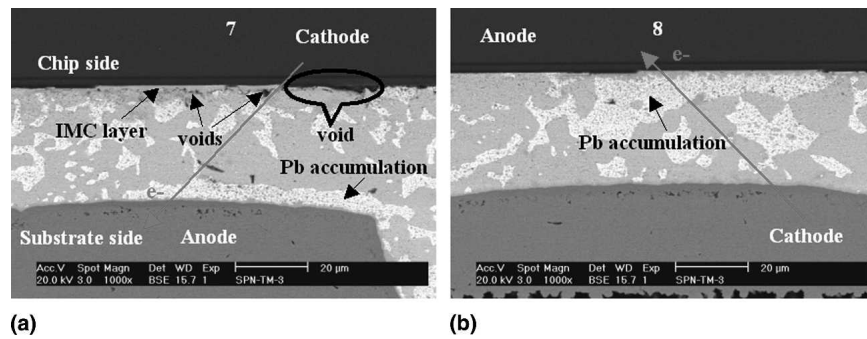 7
Cathode
Chip side
IMC layer
voids
void
Pb accumulation
e-
Substrate side
Anode
Acc.V Spot Magn Det WD Exp 20 µm
20.0 kV 3.0 1000x BSE 15.7 1 SPN-TM-3
(a)
Anode
8
e-
Pb accumulation
Cathode
Acc.V Spot Magn Det WD Exp 20 µm
20.0 kV 3.0 1000x BSE 15.7 1 SPN-TM-3
(b)